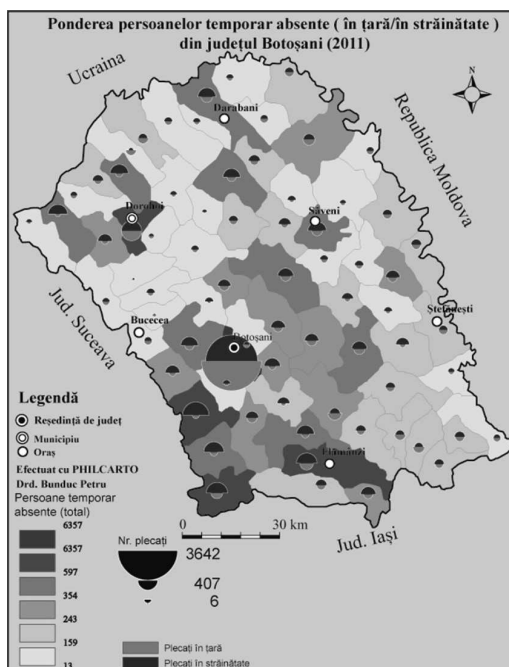 Ponderea persoanelor temporar absente ( în țară/în străinătate )
din județul Botoșani (2011)
Ucraina
N
Darabani
Republica Moldova
Dorohoi
Săveni
Jud. Suceava
Bucecea
Ștefănești
Botoșani
Legendă
Reședință de județ
Municipiu
Oraș
Flămînzi
Efectuat cu PHILCARTO
Drd. Bunduc Petru
Persoane temporar
absente (total)
0 30 km
Jud. Iași
Nr. plecați
6357
6357
597
354
243
159
13
3642
407
6
Plecați în țară
Plecați în străinătate